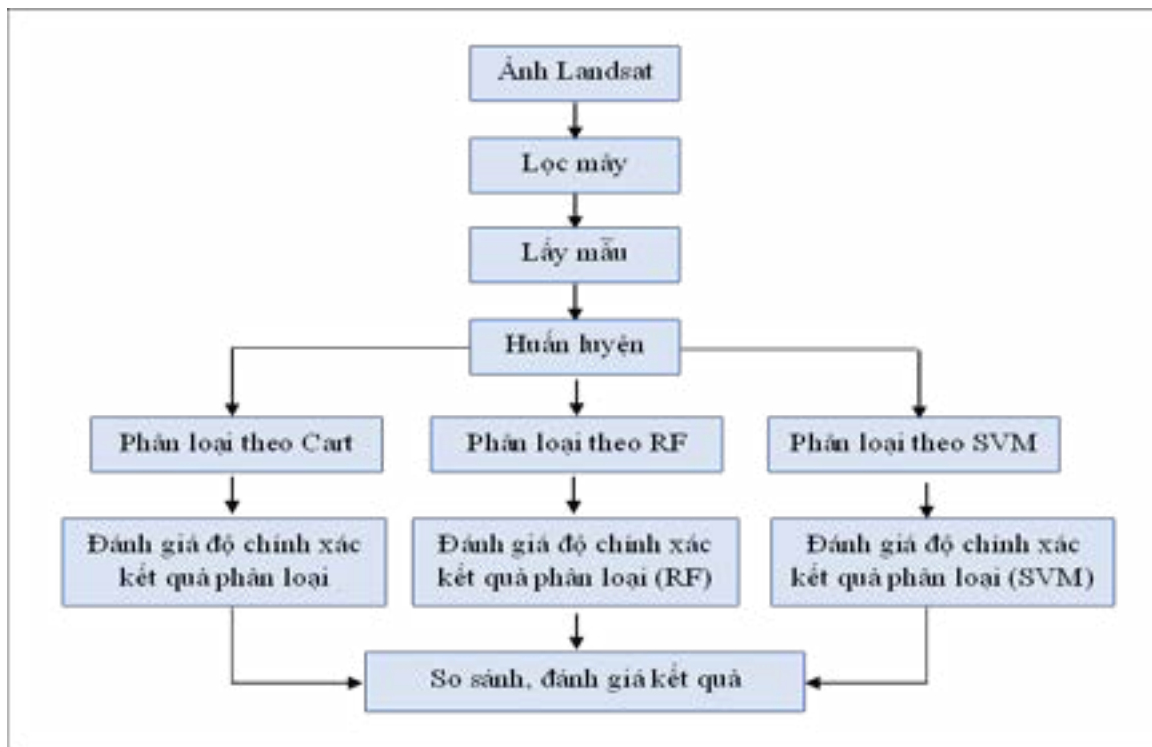 Ảnh Landsat
Lọc mây
Lấy mẫu
Huấn luyện
Phân loại theo Cart
Phân loại theo RF
Phân loại theo SVM
Đánh giá độ chính xác
kết quả phân loại
Đánh giá độ chính xác
kết quả phân loại (RF)
Đánh giá độ chính xác
kết quả phân loại (SVM)
So sánh, đánh giá kết quả